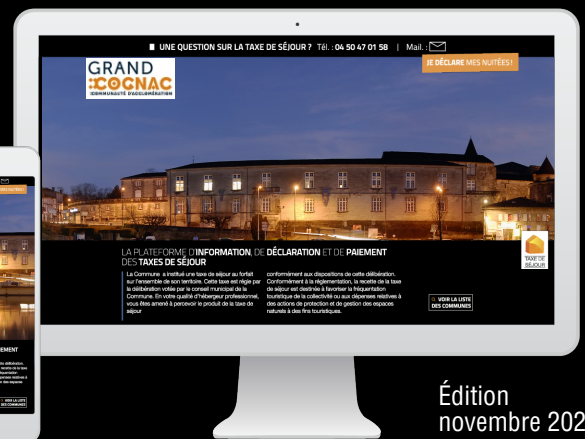 UNE QUESTION SUR LA TAXE DE SÉJOUR ? Tél. : 04 50 47 01 58 | Mail. :
JE DÉCLARE MES NUITÉES !
GRAND
COGNAC
COMMUNAUTÉ D'AGGLOMÉRATION
LA PLATEFORME D'INFORMATION, DE DÉCLARATION ET DE PAIEMENT
DES TAXES DE SÉJOUR
La Commune a institué une taxe de séjour au forfait
sur l'ensemble de son territoire. Cette taxe est régie par
la délibération votée par le conseil municipal de la
Commune. En votre qualité d'hébergeur professionnel,
vous êtes amené à percevoir le produit de la taxe de
séjour
conformément aux dispositions de cette délibération.
Conformément à la réglementation, la recette de la taxe
de séjour est destinée à favoriser la fréquentation
touristique de la collectivité ou aux dépenses relatives à
des actions de protection et de gestion des espaces
naturels à des fins touristiques.
TAXE DE
SÉJOUR
VOIR LA LISTE
DES COMMUNES
VOIR LA LISTE
DES COMMUNES
Édition
novembre 202